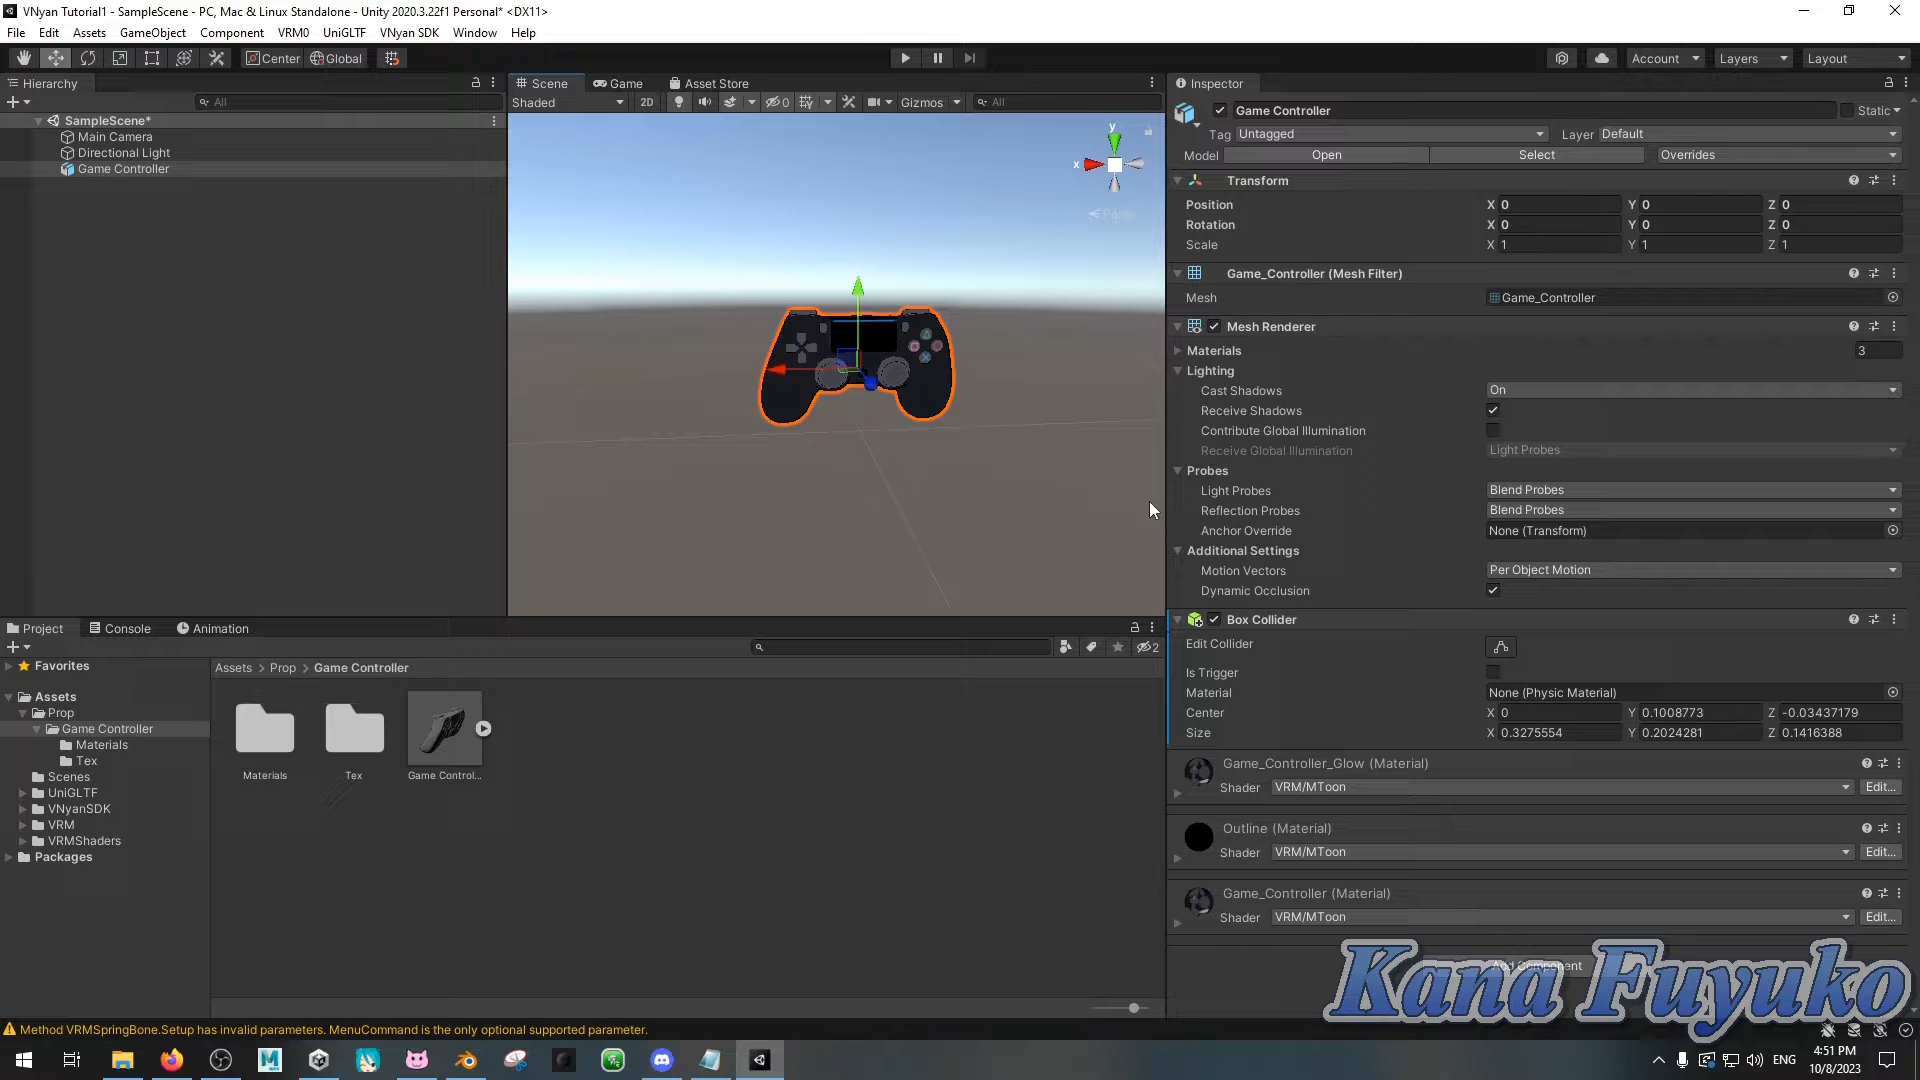 VNyan Tutorial1 - SampleScene - PC, Mac & Linux Standalone - Unity 2020.3.22f1 Personal* <DX11>
File Edit Assets GameObject Component VRM0 UniGLTF VNyan SDK Window Help
Center Global Account Layers Layout
Hierarchy
All
SampleScene*
Main Camera
Directional Light
Game Controller
Scene Game Asset Store
Shaded 2D 0 Gizmos All
y
x
Persp
Inspector
Game Controller Static
Tag Untagged Layer Default
Model Open Select Overrides
Transform
Position X 0 Y 0 Z 0
Rotation X 0 Y 0 Z 0
Scale X 1 Y 1 Z 1
Game_Controller (Mesh Filter)
Mesh Game_Controller
Mesh Renderer
Materials 3
Lighting
Cast Shadows On
Receive Shadows
Contribute Global Illumination
Receive Global Illumination Light Probes
Probes
Light Probes Blend Probes
Reflection Probes Blend Probes
Anchor Override None (Transform)
Additional Settings
Motion Vectors Per Object Motion
Dynamic Occlusion
Box Collider
Edit Collider
Is Trigger
Material None (Physic Material)
Center X 0 Y 0.1008773 Z -0.03437179
Size X 0.3275554 Y 0.2024281 Z 0.1416388
Game_Controller_Glow (Material)
Shader VRM/MToon Edit...
Outline (Material)
Shader VRM/MToon Edit...
Game_Controller (Material)
Shader VRM/MToon Edit...
Add Component
Kana Fuyuko
Project Console Animation
2
Favorites
Assets
Prop
Game Controller
Materials
Tex
Scenes
UniGLTF
VNyanSDK
VRM
VRMShaders
Packages
Assets > Prop > Game Controller
Materials Tex Game Control...
Method VRMSpringBone.Setup has invalid parameters. MenuCommand is the only optional supported parameter.
ENG
4:51 PM
10/8/2023